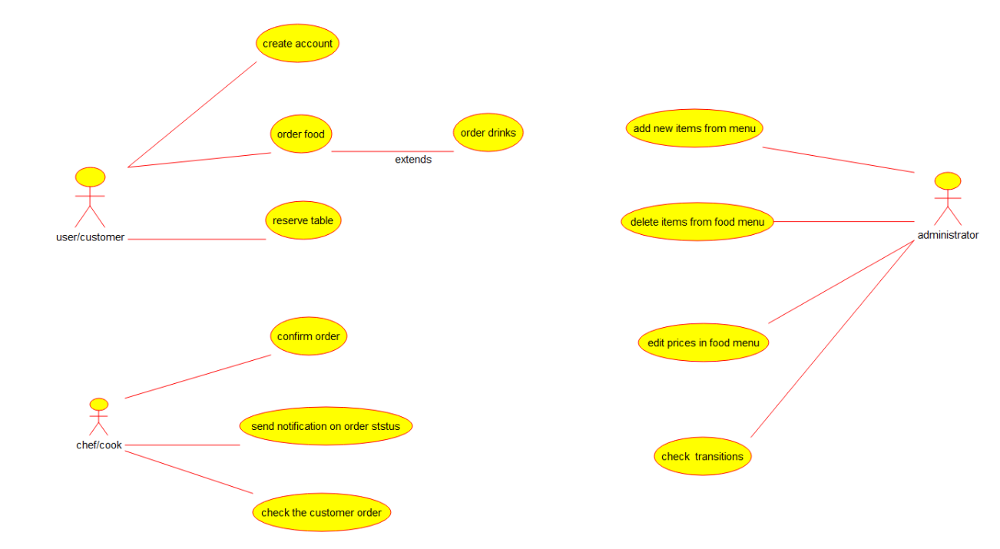 create account
order food
order drinks
extends
user/customer
reserve table
add new items from menu
delete items from food menu
administrator
edit prices in food menu
check  transitions
confirm order
send notification on order ststus
chef/cook
check the customer order